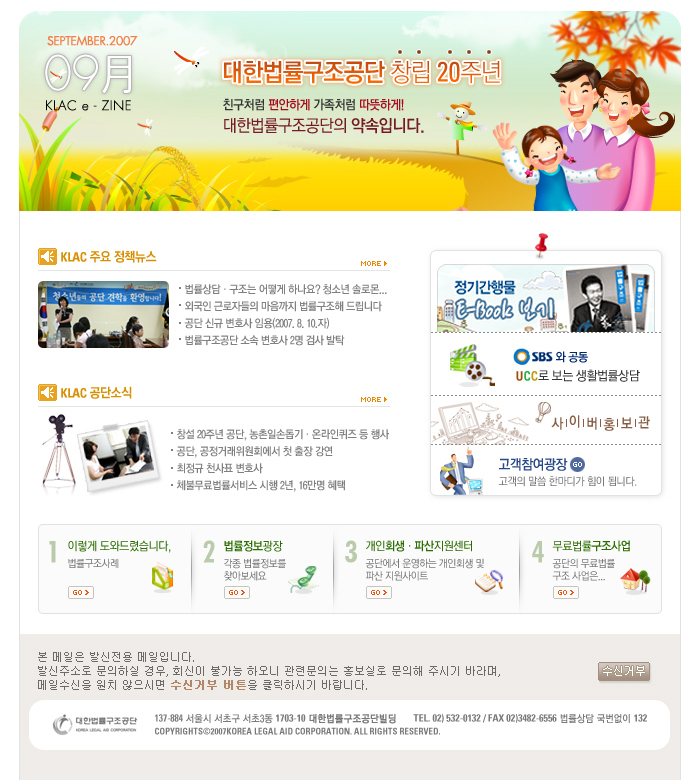 SEPTEMBER.2007
09月
KLAC e - ZINE
대한법률구조공단 창립 20주년
친구처럼 편안하게 가족처럼 따뜻하게!
대한법률구조공단의 약속입니다.
KLAC 주요 정책뉴스
MORE
· 법률상담 · 구조는 어떻게 하나요? 청소년 솔로몬...
· 외국인 근로자들의 마음까지 법률구조해 드립니다
· 공단 신규 변호사 임용(2007. 8. 10.자)
· 법률구조공단 소속 변호사 2명 검사 발탁
청소년들의 공단 견학을 환영합니다!
KLAC 공단소식
MORE
· 창설 20주년 공단, 농촌일손돕기 · 온라인퀴즈 등 행사
· 공단, 공정거래위원회에서 첫 출장 강연
· 최정규 천사표 변호사
· 체불무료법률서비스 시행 2년, 16만명 혜택
정기간행물
E-Book 보기
SBS 와 공동
UCC로 보는 생활법률상담
사이버홍보관
고객참여광장 GO
고객의 말씀 한마디가 힘이 됩니다.
1 이렇게 도와드렸습니다,
법률구조사례
GO
2 법률정보광장
각종 법률정보를
찾아보세요
GO
3 개인회생 · 파산지원센터
공단에서 운영하는 개인회생 및
파산 지원사이트
GO
4 무료법률구조사업
공단의 무료법률
구조 사업은...
GO
본 메일은 발신전용 메일입니다.
발신주소로 문의하실 경우, 회신이 불가능 하오니 관련문의는 홍보실로 문의해 주시기 바라며,
메일수신을 원치 않으시면 수신거부 버튼을 클릭하시기 바랍니다.
수신거부
대한법률구조공단
KOREA LEGAL AID CORPORATION
137-884 서울시 서초구 서초3동 1703-10 대한법률구조공단빌딩 TEL. 02) 532-0132 / FAX 02)3482-6556 법률상담 국번없이 132
COPYRIGHTS©2007KOREA LEGAL AID CORPORATION. ALL RIGHTS RESERVED.